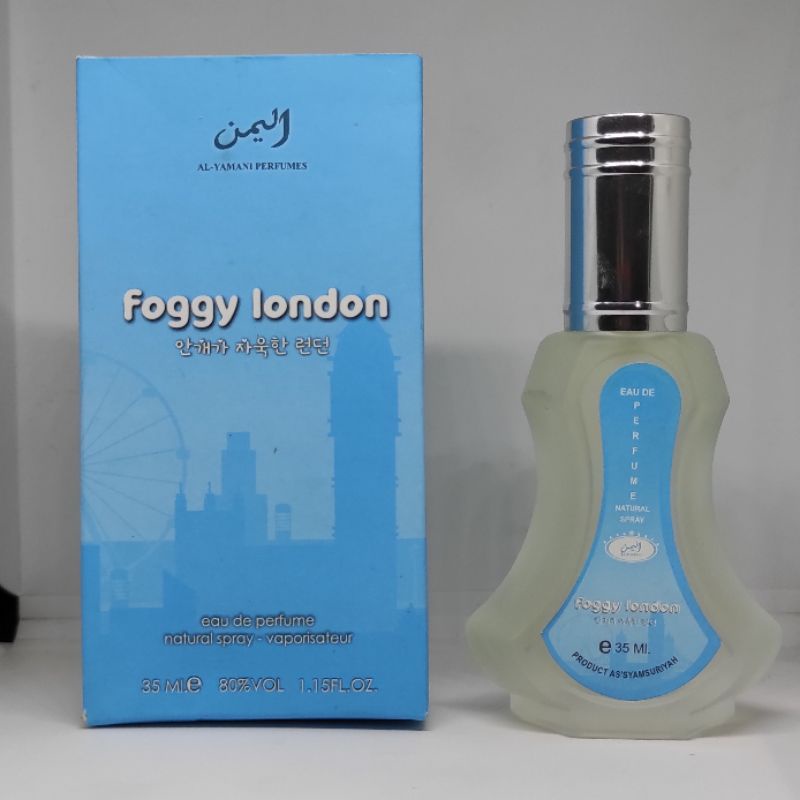 اليمن
AL-YAMANI PERFUMES
Foggy london
안개가 자욱한 런던
eau de perfume
natural spray - vaporisateur
35 Ml.e 80%VOL 1.15FL.OZ.
EAU DE
PERFUME
NATURAL
SPRAY
اليمن
Foggy london
e 35 Ml.
PRODUCT AS'SYAMSURIYAH